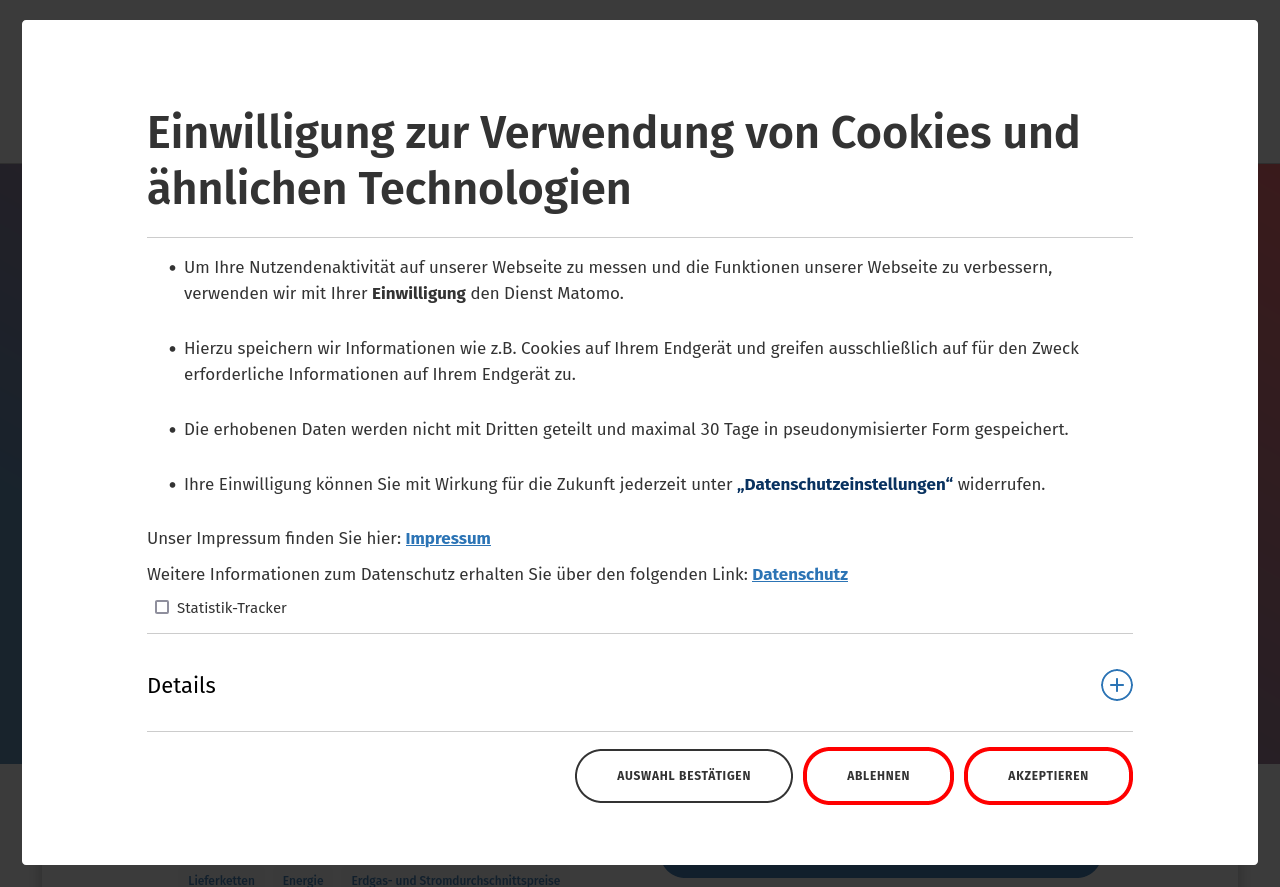 Einwilligung zur Verwendung von Cookies und
ähnlichen Technologien
• Um Ihre Nutzendenaktivität auf unserer Webseite zu messen und die Funktionen unserer Webseite zu verbessern,
verwenden wir mit Ihrer Einwilligung den Dienst Matomo.
• Hierzu speichern wir Informationen wie z.B. Cookies auf Ihrem Endgerät und greifen ausschließlich auf für den Zweck
erforderliche Informationen auf Ihrem Endgerät zu.
• Die erhobenen Daten werden nicht mit Dritten geteilt und maximal 30 Tage in pseudonymisierter Form gespeichert.
• Ihre Einwilligung können Sie mit Wirkung für die Zukunft jederzeit unter „Datenschutzeinstellungen“ widerrufen.
Unser Impressum finden Sie hier: Impressum
Weitere Informationen zum Datenschutz erhalten Sie über den folgenden Link: Datenschutz
Statistik-Tracker
Details
AUSWAHL BESTÄTIGEN ABLEHNEN AKZEPTIEREN
Lieferketten Energie Erdgas- und Stromdurchschnittspreise